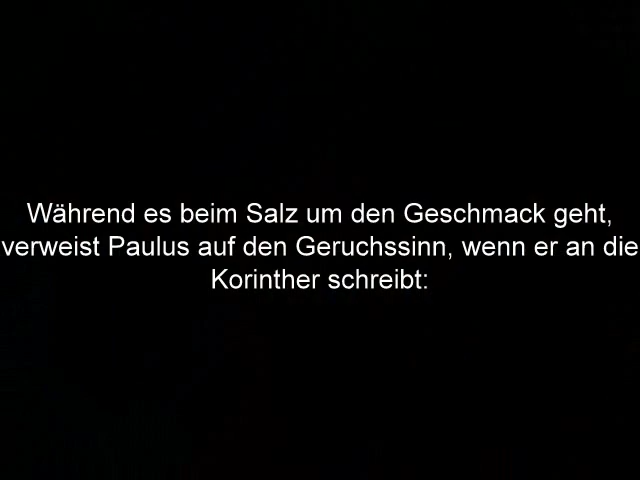 Während es beim Salz um den Geschmack geht,
verweist Paulus auf den Geruchssinn, wenn er an die
Korinther schreibt: